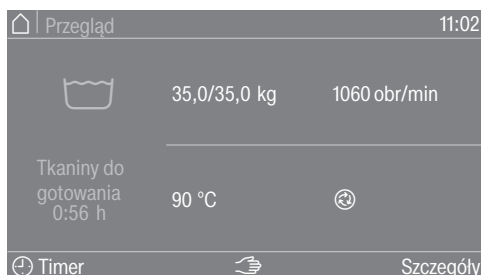 Przegląd 11:02
35,0/35,0 kg 1060 obr/min
Tkaniny do
gotowania
0:56 h
90 °C
Timer Szczegóły